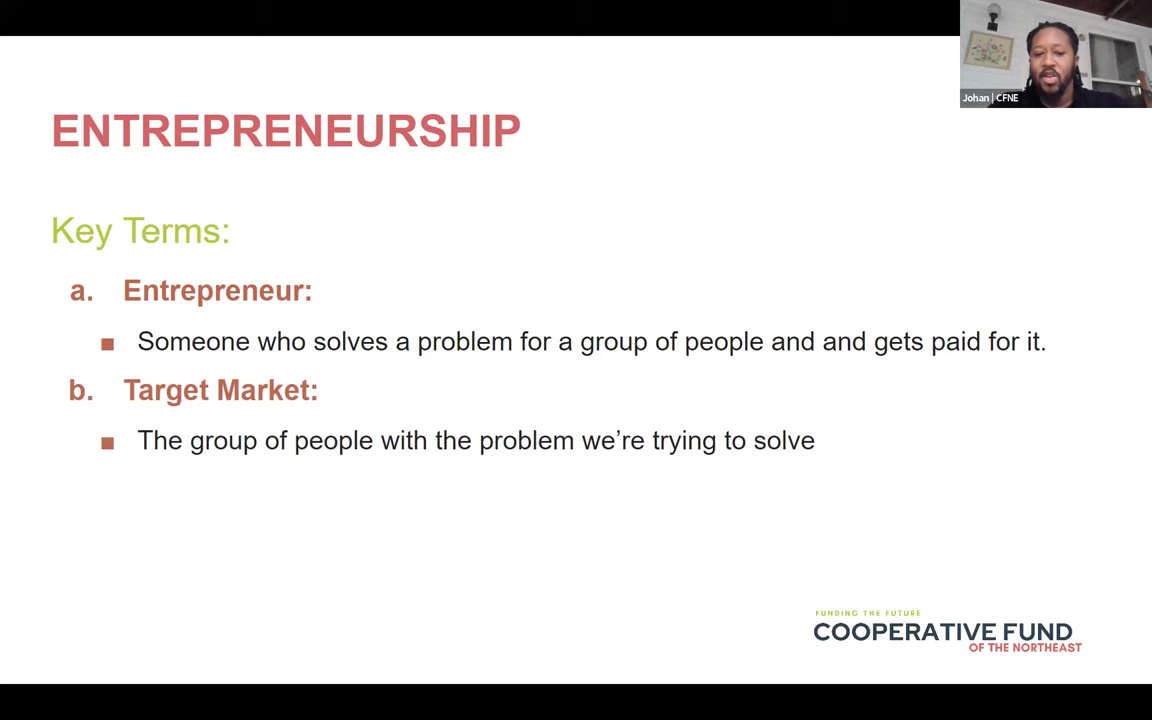 Johan | CFNE
ENTREPRENEURSHIP
Key Terms:
a. Entrepreneur:
■ Someone who solves a problem for a group of people and and gets paid for it.
b. Target Market:
■ The group of people with the problem we’re trying to solve
FUNDING THE FUTURE
COOPERATIVE FUND
OF THE NORTHEAST